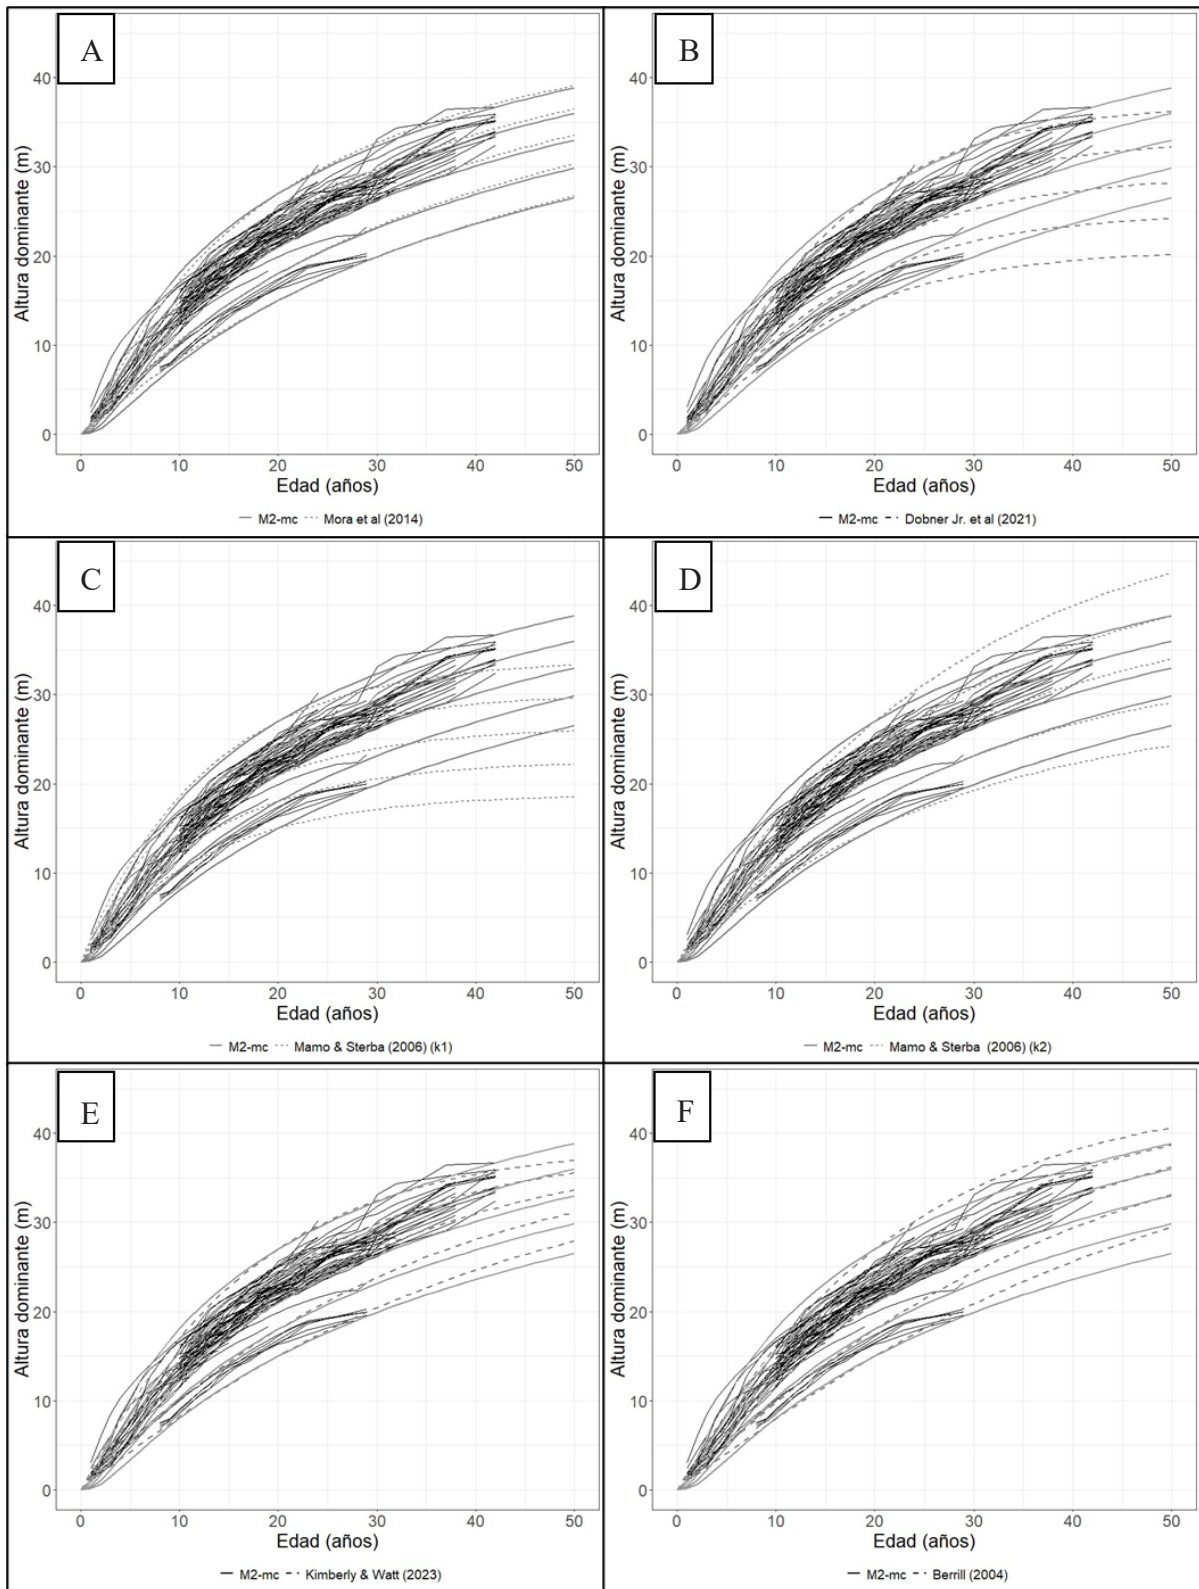 A
Altura dominante (m)
40
30
20
10
0
0 10 20 30 40 50
Edad (años)
M2-mc Mora et al (2014)
B
Altura dominante (m)
40
30
20
10
0
0 10 20 30 40 50
Edad (años)
M2-mc Dobner Jr. et al (2021)
C
Altura dominante (m)
40
30
20
10
0
0 10 20 30 40 50
Edad (años)
M2-mc Mamo & Sterba (2006) (k1)
D
Altura dominante (m)
40
30
20
10
0
0 10 20 30 40 50
Edad (años)
M2-mc Mamo & Sterba (2006) (k2)
E
Altura dominante (m)
40
30
20
10
0
0 10 20 30 40 50
Edad (años)
M2-mc Kimberly & Watt (2023)
F
Altura dominante (m)
40
30
20
10
0
0 10 20 30 40 50
Edad (años)
M2-mc Berrill (2004)